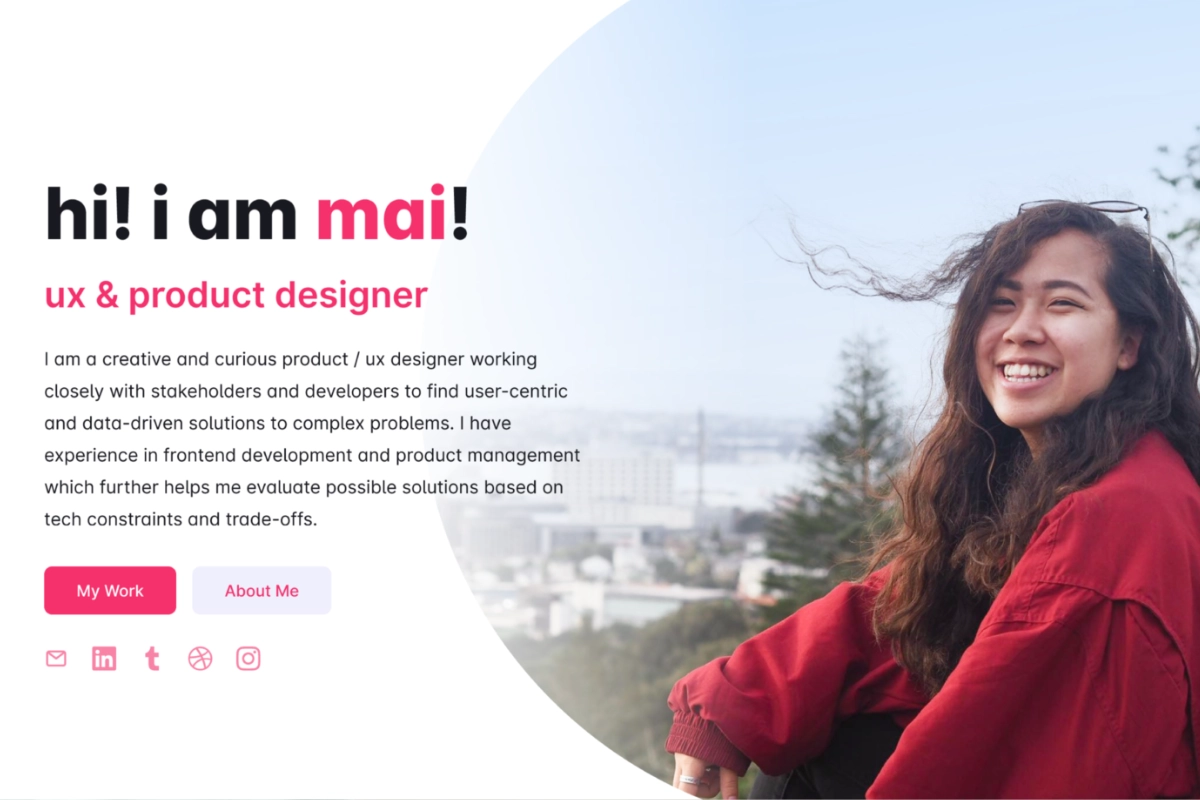 hi! i am mai!
ux & product designer
I am a creative and curious product / ux designer working
closely with stakeholders and developers to find user-centric
and data-driven solutions to complex problems. I have
experience in frontend development and product management
which further helps me evaluate possible solutions based on
tech constraints and trade-offs.
My Work About Me
in t